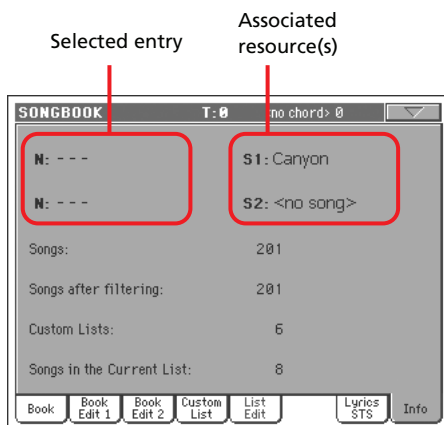 Selected entry
Associated
resource(s)
SONGBOOK T:0 <no chord> 0
N: --- S1: Canyon
N: --- S2: <no song>
Songs: 201
Songs after filtering: 201
Custom Lists: 6
Songs in the Current List: 8
Book Book Edit 1 Book Edit 2 Custom List List Edit Lyrics STS Info